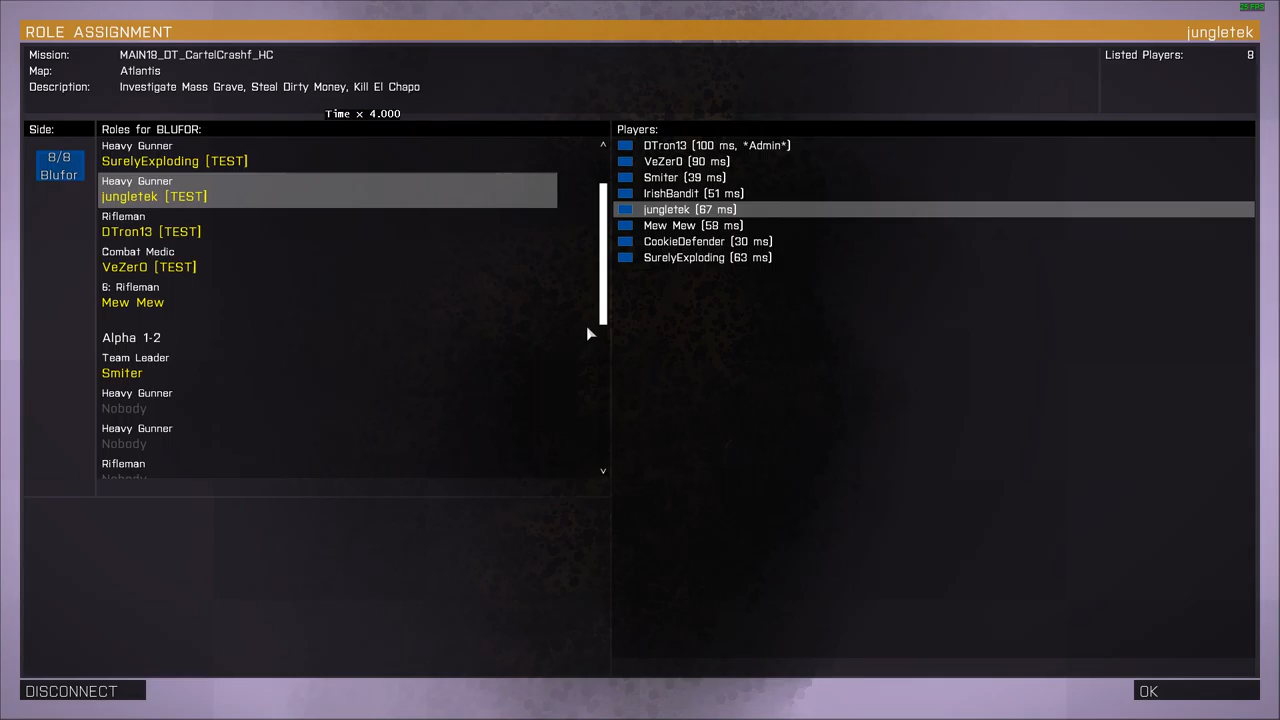 25 FPS
ROLE ASSIGNMENT
jungletek
Mission: MAIN18_DT_CartelCrashf_HC
Listed Players: 8
Map: Atlantis
Description: Investigate Mass Grave, Steal Dirty Money, Kill El Chapo
Time x 4.000
Side:
8/8
Blufor
Roles for BLUFOR:
Heavy Gunner
SurelyExploding [TEST]
Heavy Gunner
jungletek [TEST]
Rifleman
DTron13 [TEST]
Combat Medic
VeZer0 [TEST]
6: Rifleman
Mew Mew
Alpha 1-2
Team Leader
Smiter
Heavy Gunner
Nobody
Heavy Gunner
Nobody
Rifleman
Nobody
Players:
DTron13 (100 ms, *Admin*)
VeZer0 (90 ms)
Smiter (39 ms)
IrishBandit (51 ms)
jungletek (67 ms)
Mew Mew (58 ms)
CookieDefender (30 ms)
SurelyExploding (63 ms)
DISCONNECT
OK